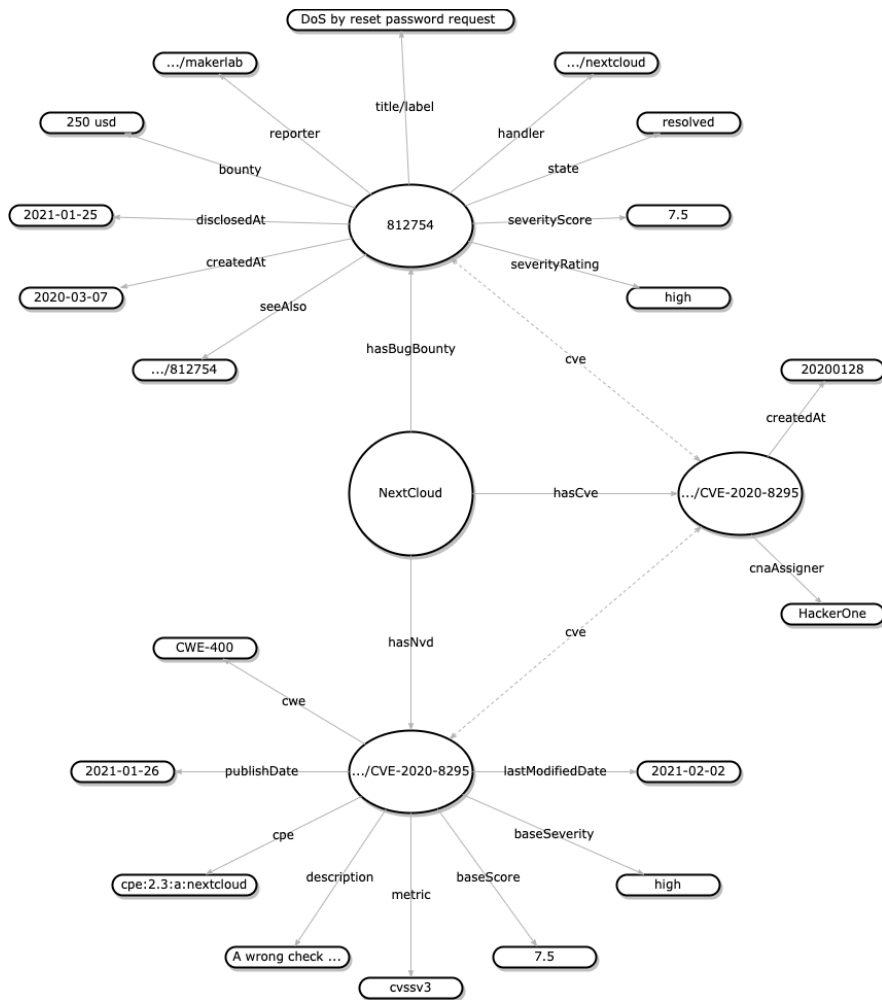 DoS by reset password request
.../makerlab
.../nextcloud
title/label
250 usd
reporter
handler
resolved
bounty
state
2021-01-25
disclosedAt
812754
severityScore
7.5
createdAt
severityRating
2020-03-07
high
seeAlso
hasBugBounty
cve
.../812754
20200128
createdAt
NextCloud
hasCve
.../CVE-2020-8295
cnaAssigner
HackerOne
cve
hasNvd
CWE-400
cwe
2021-01-26
publishDate
.../CVE-2020-8295
lastModifiedDate
2021-02-02
cpe
baseSeverity
description
baseScore
metric
cpe:2.3:a:nextcloud
high
A wrong check ...
7.5
cvssv3